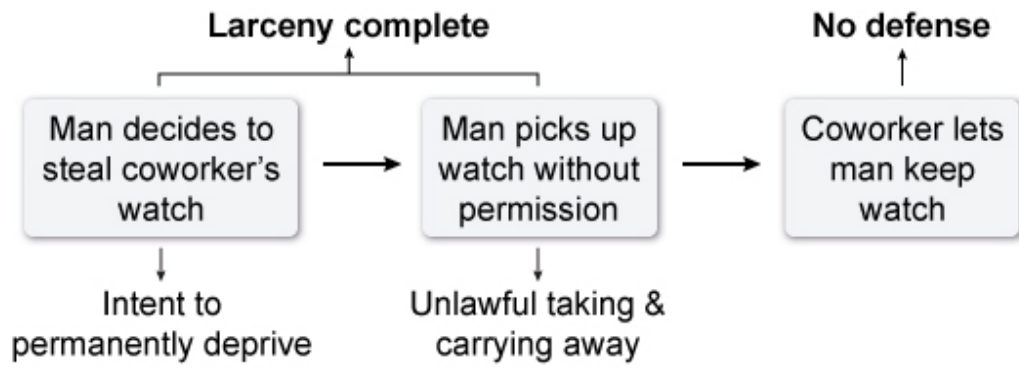 Larceny complete
No defense
Man decides to
steal coworker's
watch
Man picks up
watch without
permission
Coworker lets
man keep
watch
Intent to
permanently deprive
Unlawful taking &
carrying away